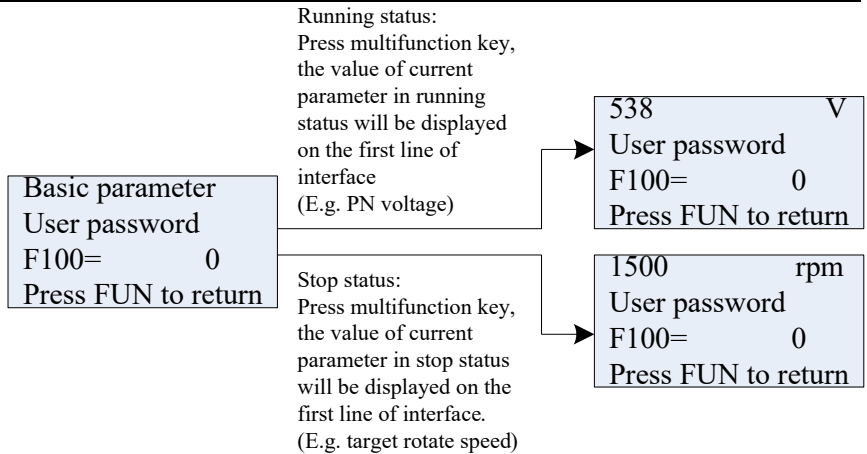 Running status:
Press multifunction key,
the value of current
parameter in running
status will be displayed
on the first line of
interface
(E.g. PN voltage)
Basic parameter
User password
F100= 0
Press FUN to return
538 V
User password
F100= 0
Press FUN to return
Stop status:
Press multifunction key,
the value of current
parameter in stop status
will be displayed on the
first line of interface.
(E.g. target rotate speed)
1500 rpm
User password
F100= 0
Press FUN to return